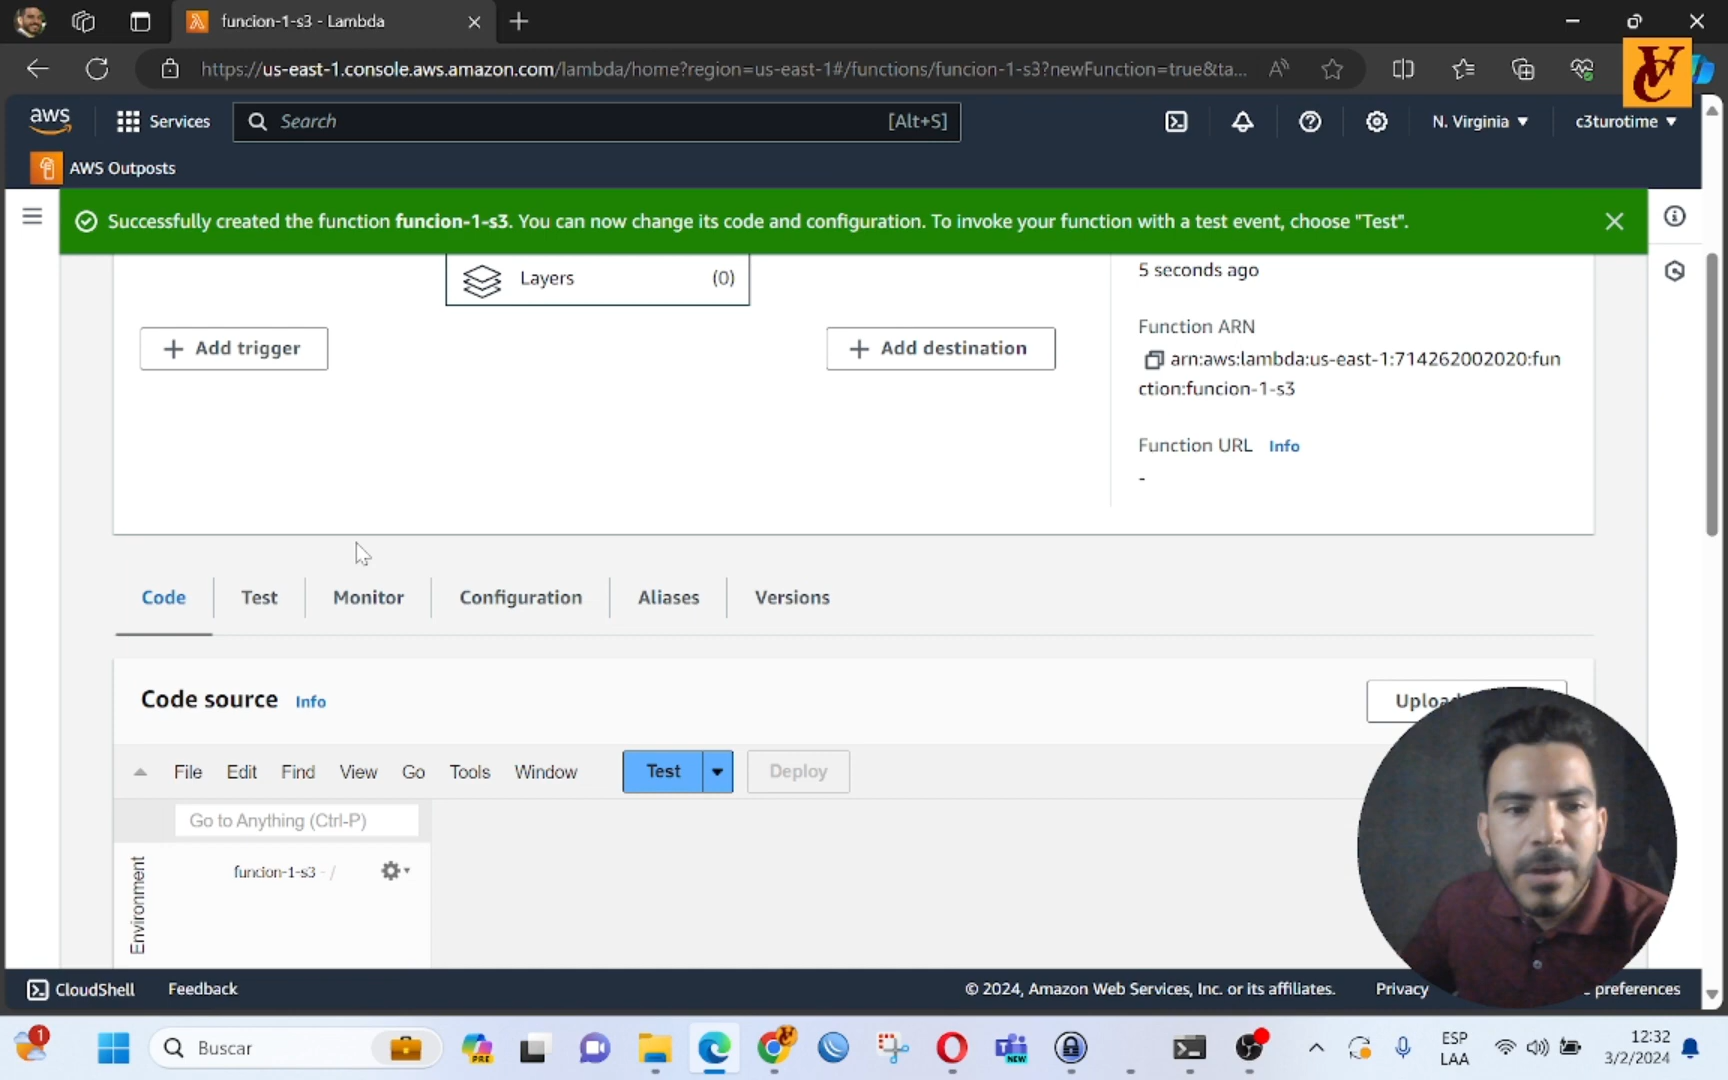 funcion-1-s3 - Lambda
https://us-east-1.console.aws.amazon.com/lambda/home?region=us-east-1#/functions/funcion-1-s3?newFunction=true&ta...
aws
Services
Search
[Alt+S]
N. Virginia
c3turotime
AWS Outposts
Successfully created the function funcion-1-s3. You can now change its code and configuration. To invoke your function with a test event, choose "Test".
Layers
(0)
5 seconds ago
Add trigger
Add destination
Function ARN
arn:aws:lambda:us-east-1:714262002020:fun
ction:funcion-1-s3
Function URL Info
-
Code
Test
Monitor
Configuration
Aliases
Versions
Code source Info
File Edit Find View Go Tools Window
Test
Deploy
Go to Anything (Ctrl-P)
Environment
funcion-1-s3 - /
CloudShell
Feedback
© 2024, Amazon Web Services, Inc. or its affiliates.
Privacy
preferences
1
Buscar
PRE
NEW
ESP
LAA
12:32
3/2/2024